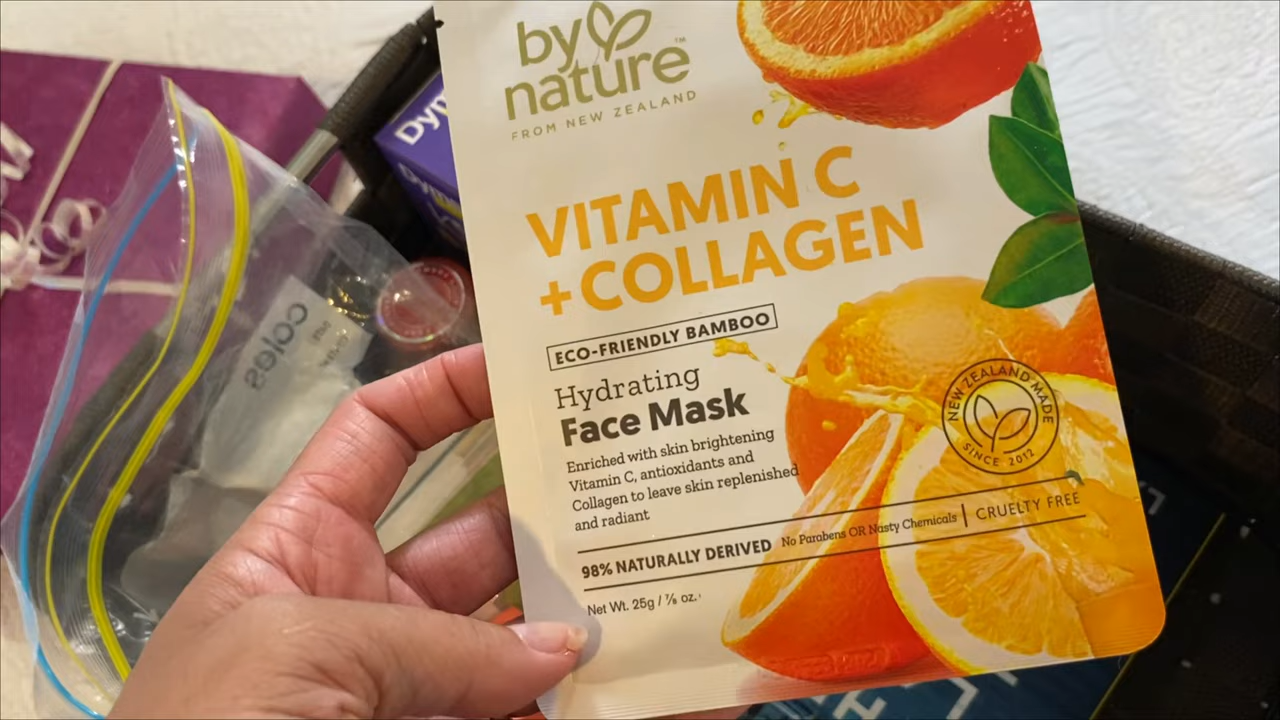 by
nature™
FROM NEW ZEALAND
VITAMIN C
+COLLAGEN
ECO-FRIENDLY BAMBOO
Hydrating
Face Mask
Enriched with skin brightening
Vitamin C, antioxidants and
Collagen to leave skin replenished
and radiant
98% NATURALLY DERIVED No Parabens OR Nasty Chemicals | CRUELTY FREE
Net Wt. 25g / ⅞ oz.
NEW ZEALAND MADE
SINCE 2012
coles